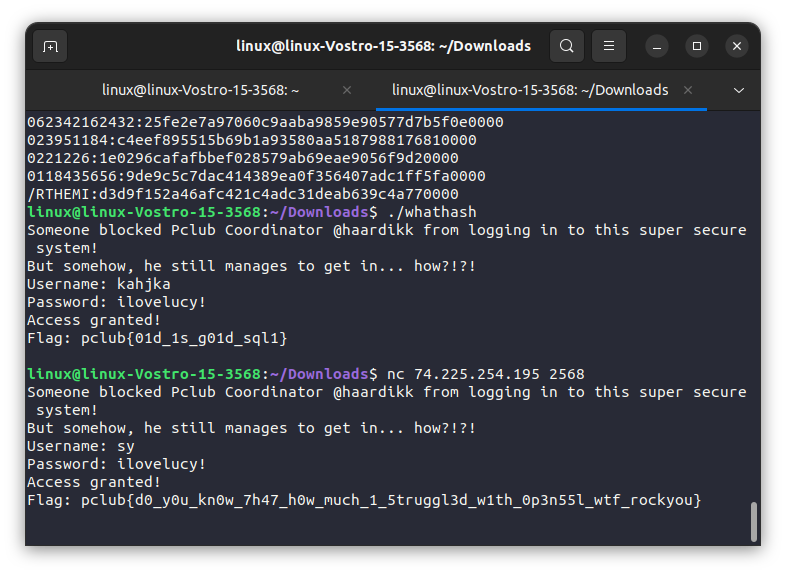 linux@linux-Vostro-15-3568: ~/Downloads
linux@linux-Vostro-15-3568: ~
linux@linux-Vostro-15-3568: ~/Downloads
062342162432:25fe2e7a97060c9aaba9859e90577d7b5f0e0000
023951184:c4eef895515b69b1a93580aa5187988176810000
0221226:1e0296cafafbbef028579ab69eae9056f9d20000
0118435656:9de9c5c7dac414389ea0f356407adc1ff5fa0000
/RTHEMI:d3d9f152a46afc421c4adc31deab639c4a770000
linux@linux-Vostro-15-3568:~/Downloads$ ./whathash
Someone blocked Pclub Coordinator @haardikk from logging in to this super secure
 system!
But somehow, he still manages to get in... how?!?!
Username: kahjka
Password: ilovelucy!
Access granted!
Flag: pclub{01d_1s_g01d_sql1}
linux@linux-Vostro-15-3568:~/Downloads$ nc 74.225.254.195 2568
Someone blocked Pclub Coordinator @haardikk from logging in to this super secure
 system!
But somehow, he still manages to get in... how?!?!
Username: sy
Password: ilovelucy!
Access granted!
Flag: pclub{d0_y0u_kn0w_7h47_h0w_much_1_5truggl3d_w1th_0p3n55l_wtf_rockyou}